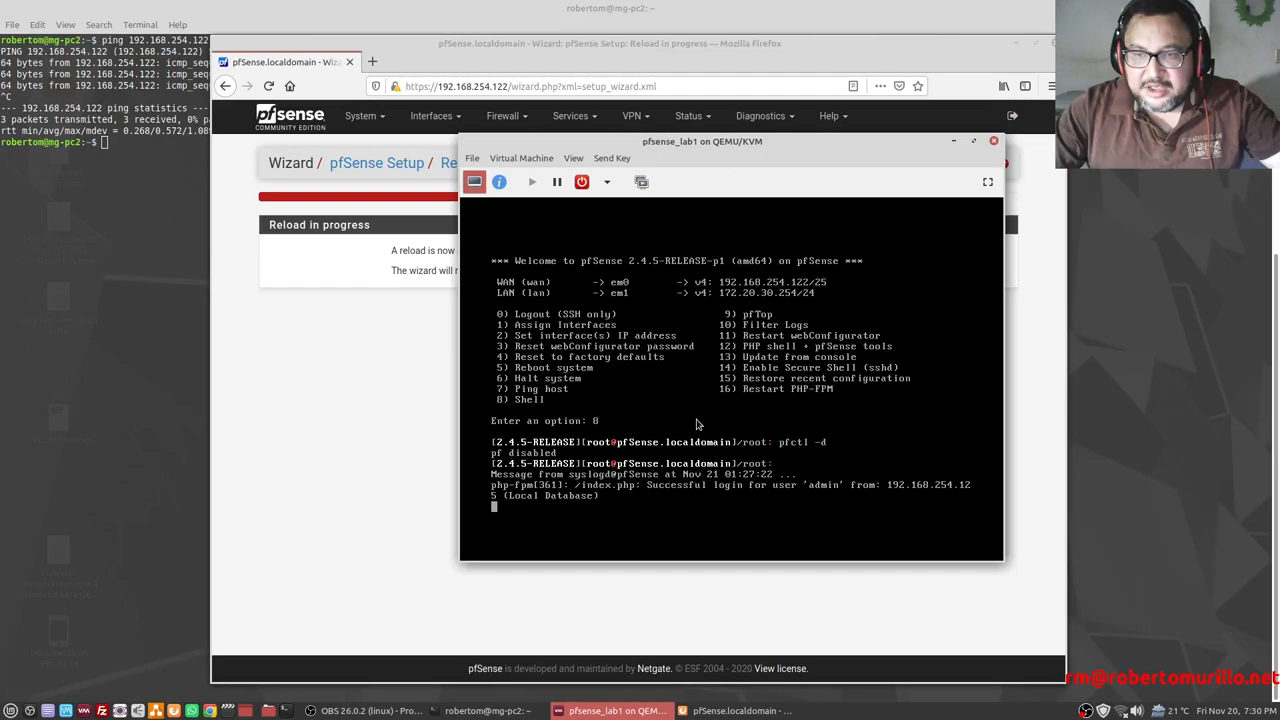 robertom@mg-pc2: ~
File Edit View Search Terminal Help
robertom@mg-pc2:~$ ping 192.168.254.122
PING 192.168.254.122 (192.168.254.122)
64 bytes from 192.168.254.122: icmp_seq
64 bytes from 192.168.254.122: icmp_seq
64 bytes from 192.168.254.122: icmp_seq
^C
--- 192.168.254.122 ping statistics ---
3 packets transmitted, 3 received, 0% pa
rtt min/avg/max/mdev = 0.268/0.572/1.08
robertom@mg-pc2:~$
pfSense.localdomain - Wizard: pfSense Setup: Reload in progress — Mozilla Firefox
pfSense.localdomain - Wiz
https://192.168.254.122/wizard.php?xml=setup_wizard.xml
pfsense
COMMUNITY EDITION
System Interfaces Firewall Services VPN Status Diagnostics Help
Wizard / pfSense Setup / Re
Reload in progress
A reload is now
The wizard will r
pfsense_lab1 on QEMU/KVM
File Virtual Machine View Send Key
*** Welcome to pfSense 2.4.5-RELEASE-p1 (amd64) on pfSense ***
WAN (wan) -> em0 -> v4: 192.168.254.122/25
LAN (lan) -> em1 -> v4: 172.20.30.254/24
0) Logout (SSH only) 9) pfTop
1) Assign Interfaces 10) Filter Logs
2) Set interface(s) IP address 11) Restart webConfigurator
3) Reset webConfigurator password 12) PHP shell + pfSense tools
4) Reset to factory defaults 13) Update from console
5) Reboot system 14) Enable Secure Shell (sshd)
6) Halt system 15) Restore recent configuration
7) Ping host 16) Restart PHP-FPM
8) Shell
Enter an option: 8
[2.4.5-RELEASE][root@pfSense.localdomain]/root: pfctl -d
pf disabled
[2.4.5-RELEASE][root@pfSense.localdomain]/root:
Message from syslogd@pfSense at Nov 21 01:27:22 ...
php-fpm[361]: /index.php: Successful login for user 'admin' from: 192.168.254.12
5 (Local Database)
pfSense is developed and maintained by Netgate. © ESF 2004 - 2020 View license.
rm@robertomurillo.net
OBS 26.0.2 (linux) - Pro... robertom@mg-pc2: ~ pfsense_lab1 on QEM... pfSense.localdomain - ... 21 °C Fri Nov 20, 7:30 PM